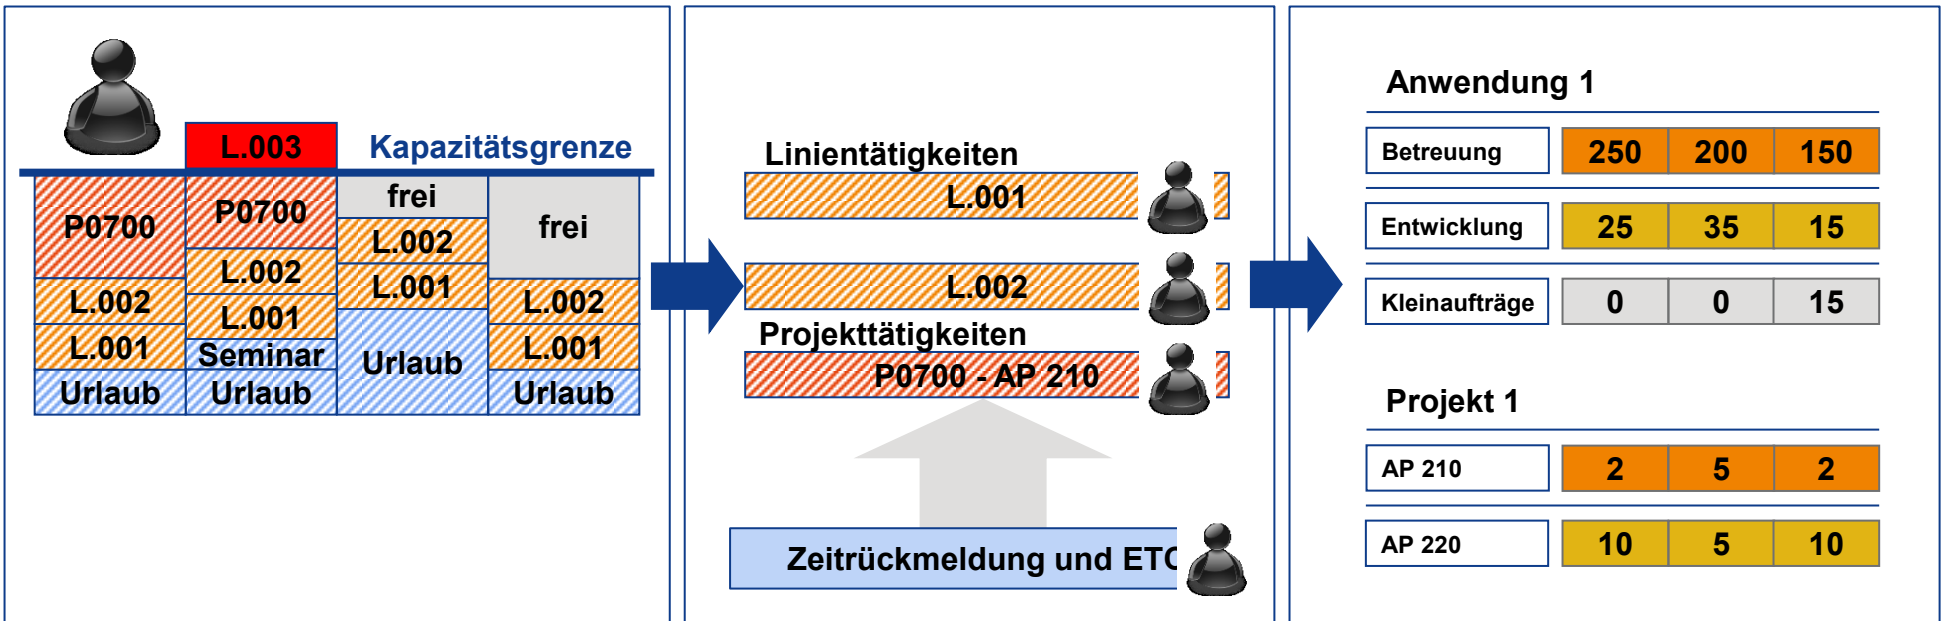 L.003
Kapazitätsgrenze
P0700
L.002
L.001
Urlaub
P0700
L.002
L.001
Seminar
Urlaub
frei
L.002
L.001
Urlaub
frei
L.002
L.001
Urlaub
Linientätigkeiten
L.001
L.002
Projekttätigkeiten
P0700 - AP 210
Zeitrückmeldung und ETC
Anwendung 1
Betreuung 250 200 150
Entwicklung 25 35 15
Kleinaufträge 0 0 15
Projekt 1
AP 210 2 5 2
AP 220 10 5 10